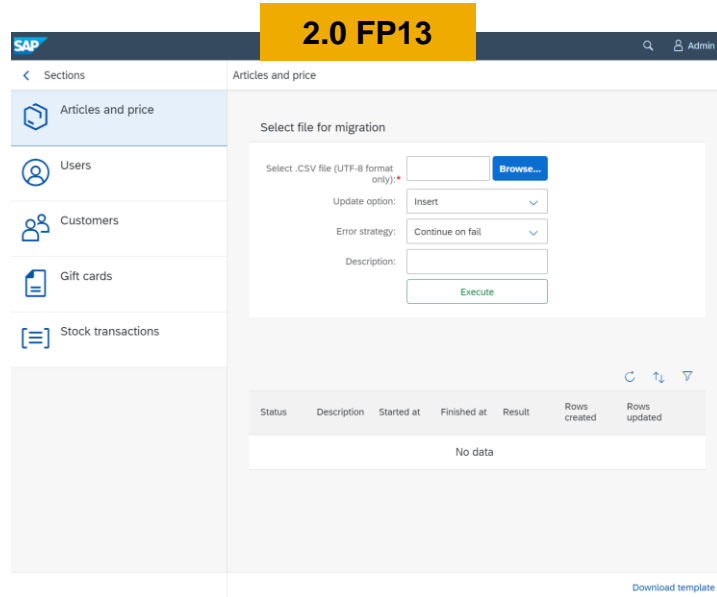 2.0 FP13
SAP
Admin
Sections
Articles and price
Articles and price
Users
Customers
Gift cards
Stock transactions
Select file for migration
Select .CSV file (UTF-8 format
only):*
Browse...
Update option:
Insert
Error strategy:
Continue on fail
Description:
Execute
Status
Description
Started at
Finished at
Result
Rows
created
Rows
updated
No data
Download template